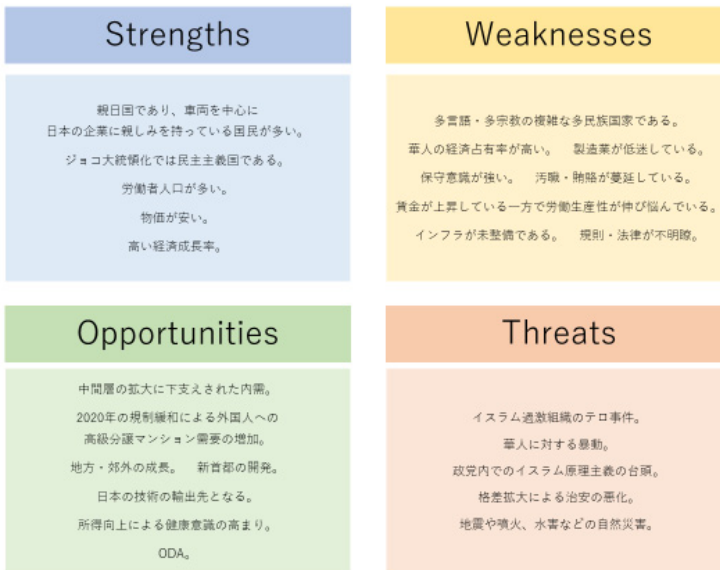 Strengths
親日国であり、車両を中心に
日本の企業に親しみを持っている国民が多い。
ジョコ大統領化では民主主義国である。
労働者人口が多い。
物価が安い。
高い経済成長率。
Weaknesses
多言語・多宗教の複雑な多民族国家である。
華人の経済占有率が高い。 製造業が低迷している。
保守意識が強い。 汚職・賄賂が蔓延している。
賃金が上昇している一方で労働生産性が伸び悩んでいる。
インフラが未整備である。 規則・法律が不明瞭。
Opportunities
中間層の拡大に下支えされた内需。
2020年の規制緩和による外国人への
高級分譲マンション需要の増加。
地方・郊外の成長。 新首都の開発。
日本の技術の輸出先となる。
所得向上による健康意識の高まり。
ODA。
Threats
イスラム過激組織のテロ事件。
華人に対する暴動。
政党内でのイスラム原理主義の台頭。
格差拡大による治安の悪化。
地震や噴火、水害などの自然災害。